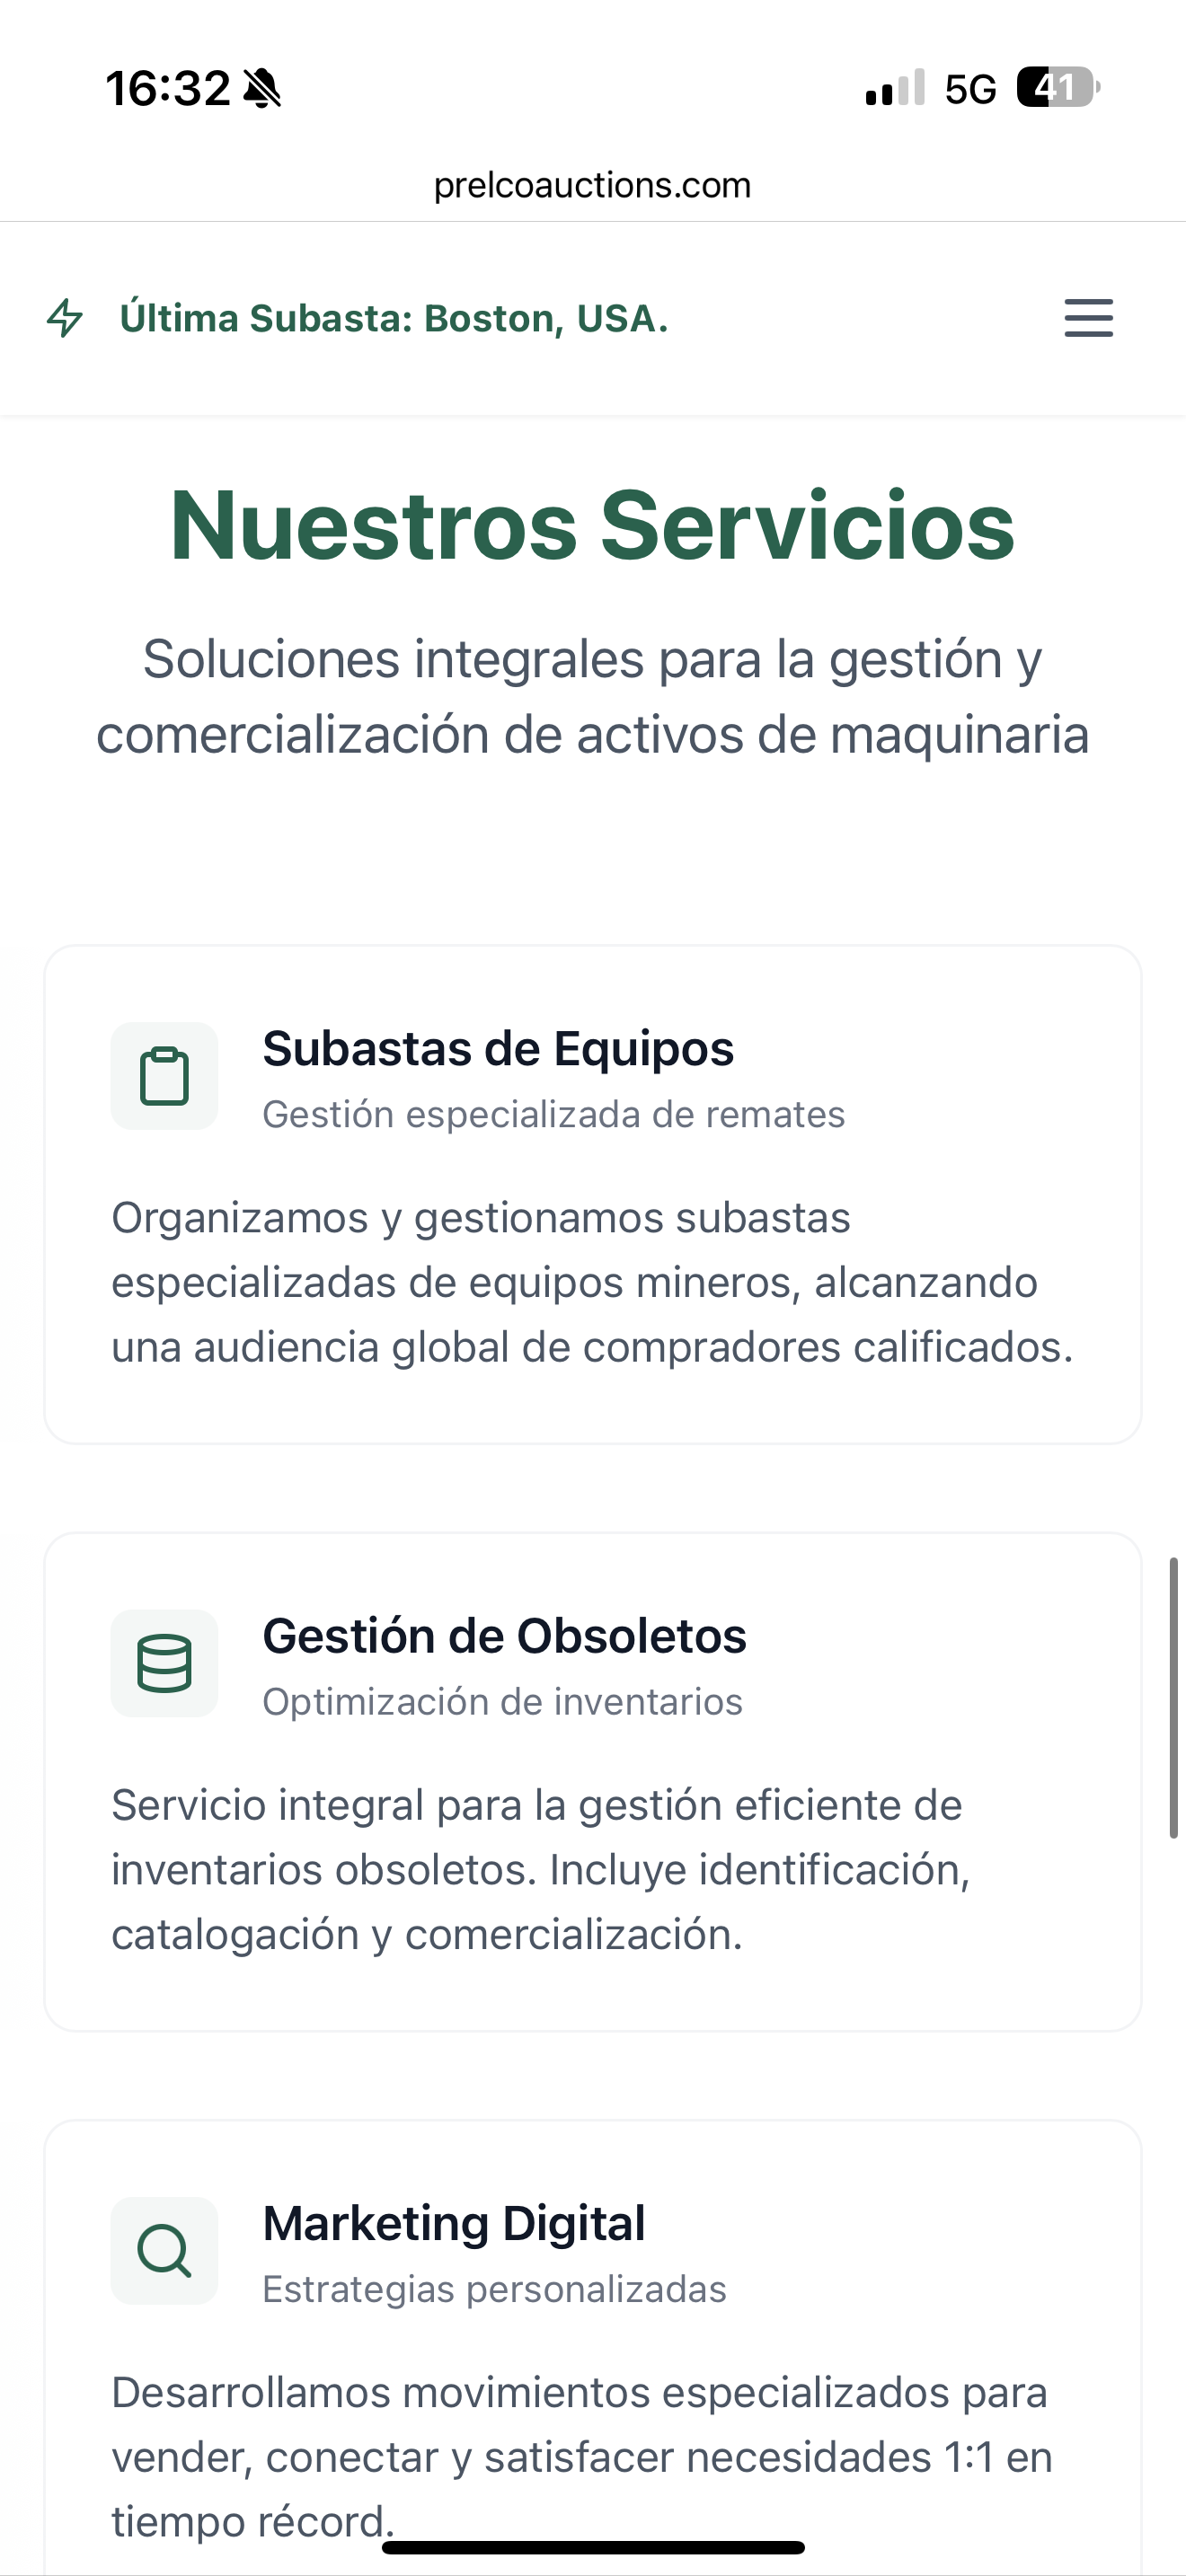 16:32
5G
41
prelcoauctions.com
Última Subasta: Boston, USA.
Nuestros Servicios
Soluciones integrales para la gestión y
comercialización de activos de maquinaria
Subastas de Equipos
Gestión especializada de remates
Organizamos y gestionamos subastas
especializadas de equipos mineros, alcanzando
una audiencia global de compradores calificados.
Gestión de Obsoletos
Optimización de inventarios
Servicio integral para la gestión eficiente de
inventarios obsoletos. Incluye identificación,
catalogación y comercialización.
Marketing Digital
Estrategias personalizadas
Desarrollamos movimientos especializados para
vender, conectar y satisfacer necesidades 1:1 en
tiempo récord.